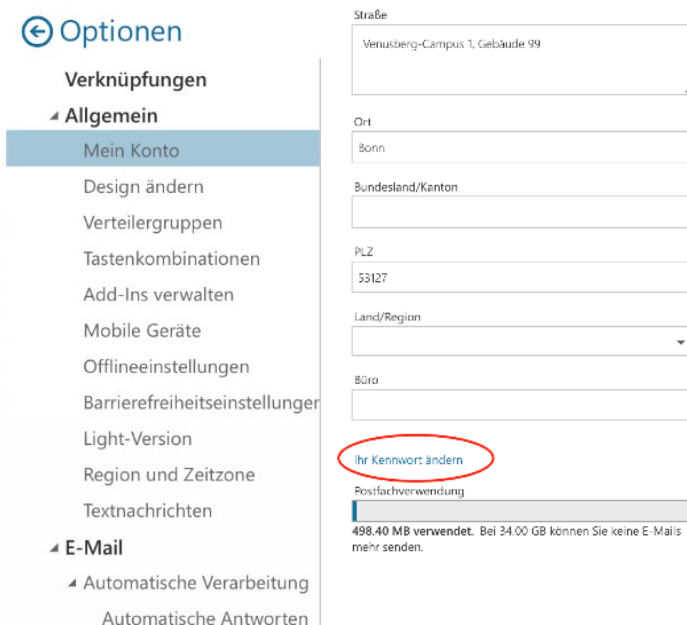 Optionen
Verknüpfungen
Allgemein
Mein Konto
Design ändern
Verteilergruppen
Tastenkombinationen
Add-Ins verwalten
Mobile Geräte
Offlineeinstellungen
Barrierefreiheitseinstellungen
Light-Version
Region und Zeitzone
Textnachrichten
E-Mail
Automatische Verarbeitung
Automatische Antworten
Straße
Venusberg-Campus 1, Gebäude 99
Ort
Bonn
Bundesland/Kanton
PLZ
53127
Land/Region
Büro
Ihr Kennwort ändern
Postfachverwendung
498.40 MB verwendet. Bei 34.00 GB können Sie keine E-Mails
mehr senden.